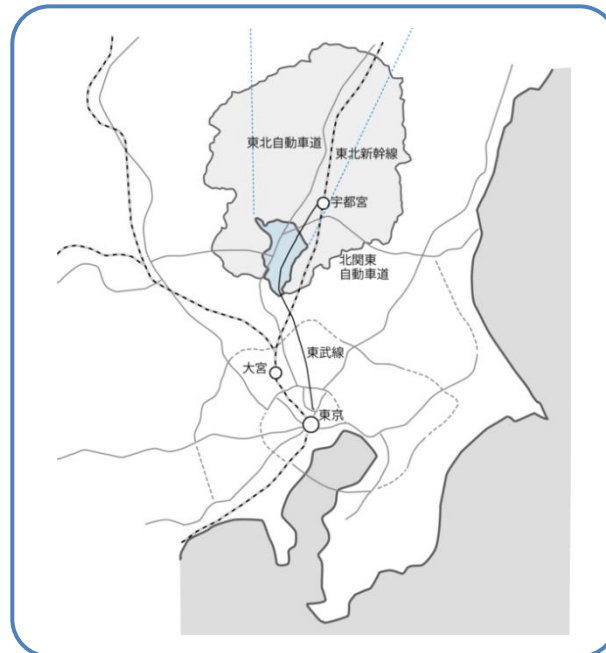 東北自動車道
東北新幹線
宇都宮
北関東
自動車道
東武線
大宮
東京